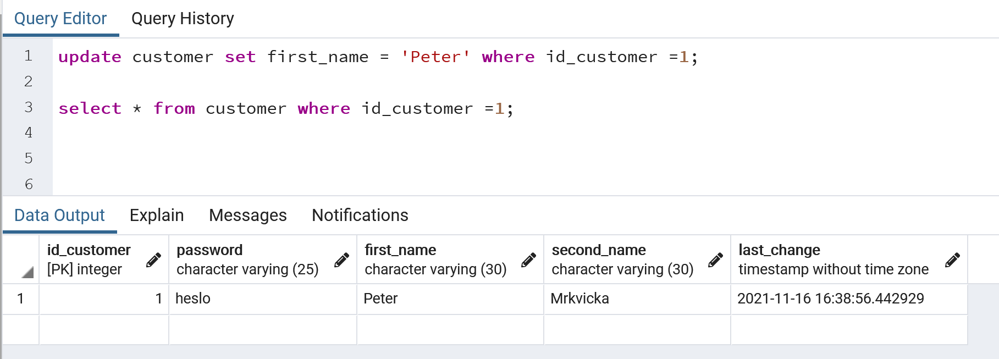 Query Editor Query History
1 update customer set first_name = 'Peter' where id_customer =1;
2
3 select * from customer where id_customer =1;
4
5
6
Data Output Explain Messages Notifications
id_customer password first_name second_name last_change
[PK] integer character varying (25) character varying (30) character varying (30) timestamp without time zone
1 1 heslo Peter Mrkvicka 2021-11-16 16:38:56.442929